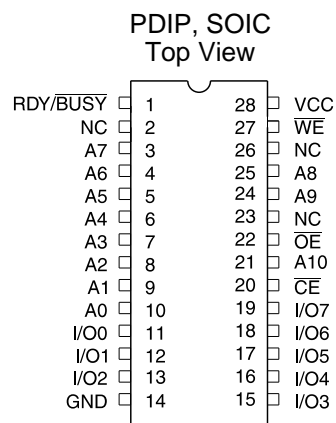 PDIP, SOIC
Top View
RDY/BUSY 1 28 VCC
NC 2 27 WE
A7 3 26 NC
A6 4 25 A8
A5 5 24 A9
A4 6 23 NC
A3 7 22 OE
A2 8 21 A10
A1 9 20 CE
A0 10 19 I/O7
I/O0 11 18 I/O6
I/O1 12 17 I/O5
I/O2 13 16 I/O4
GND 14 15 I/O3